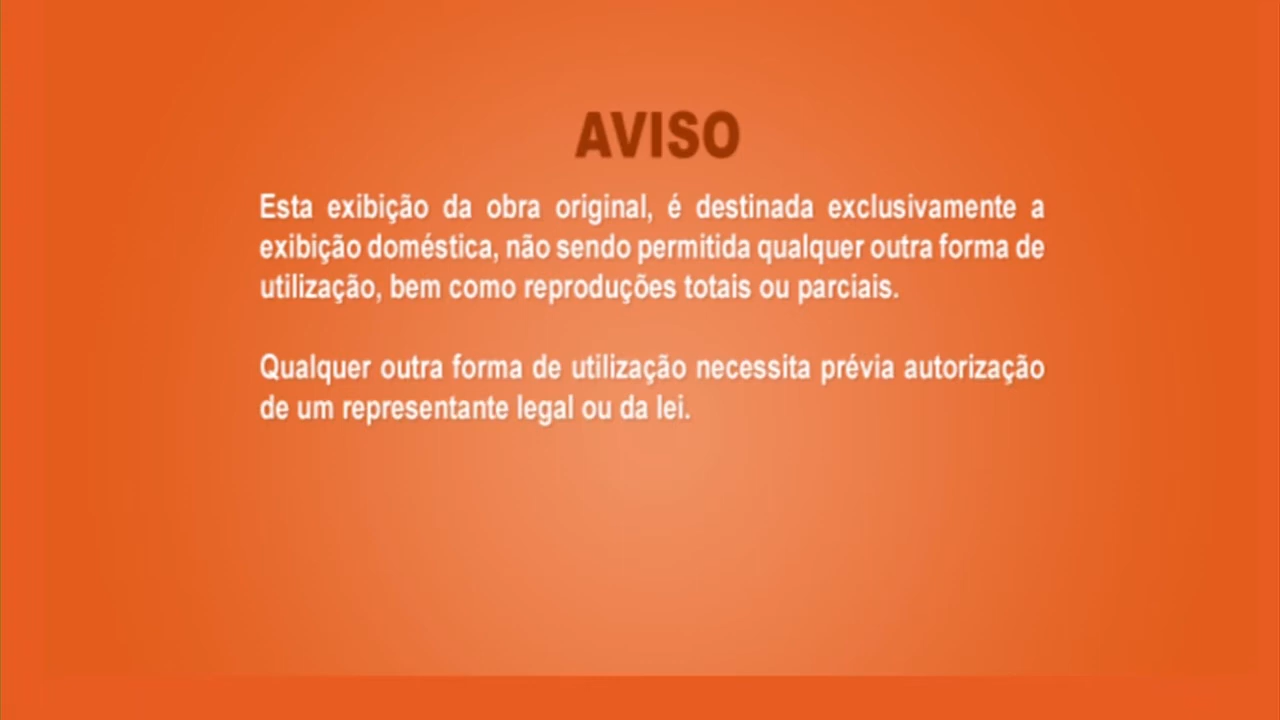 AVISO
Esta exibição da obra original, é destinada exclusivamente a
exibição doméstica, não sendo permitida qualquer outra forma de
utilização, bem como reproduções totais ou parciais.
Qualquer outra forma de utilização necessita prévia autorização
de um representante legal ou da lei.